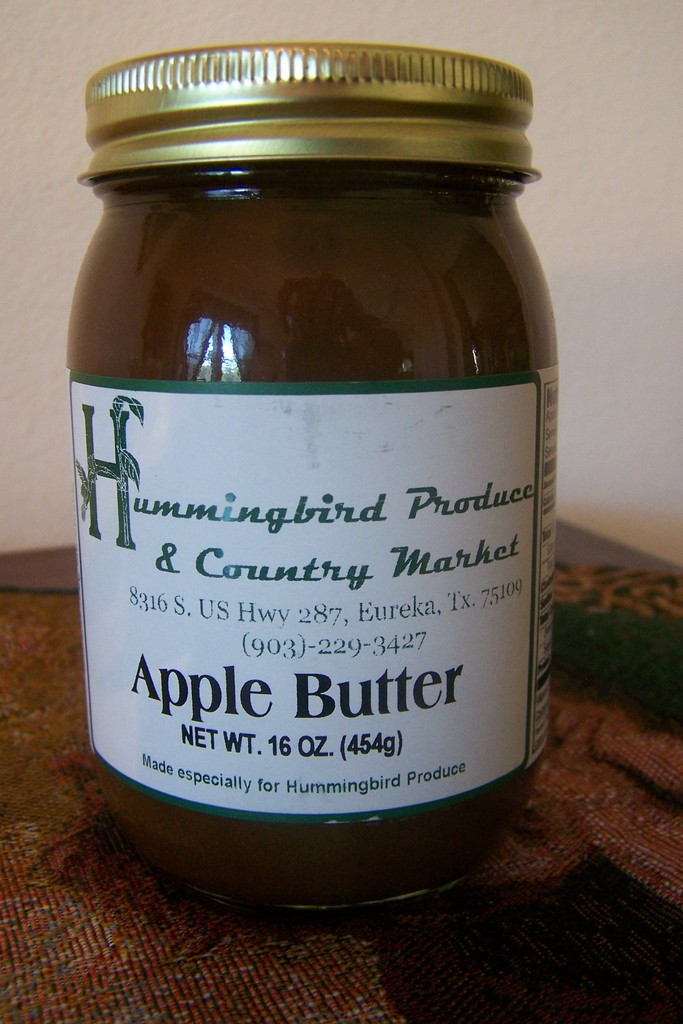 Hummingbird Produce
& Country Market
8316 S. US Hwy 287, Eureka, Tx. 75109
(903)-229-3427
Apple Butter
NET WT. 16 OZ. (454g)
Made especially for Hummingbird Produce